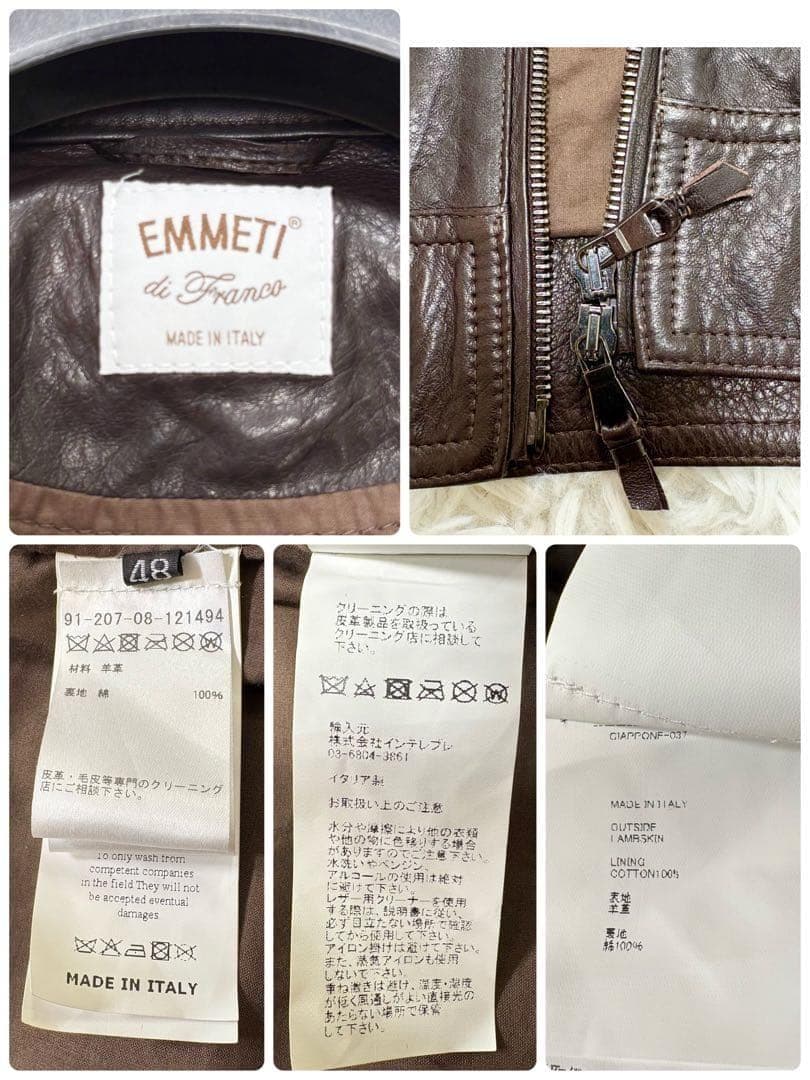 EMMETI®
di Franco
MADE IN ITALY
48
91-207-08-121494
材料 羊革
裏地 綿 100%
皮革・毛皮等専門のクリーニング
店にご相談下さい。
To only wash from
competent companies
in the field They will not
be accepted eventual
damages
MADE IN ITALY
クリーニングの際は
皮革製品を取扱っている
クリーニング店に相談して
下さい。
輸入元
株式会社インテレプレ
03-6804-3861
イタリア製
お取扱い上のご注意
水分や摩擦により他の衣類
や他の物に色移りする場合
がありますのでご注意下さい。
水洗いやベンジン、
アルコールの使用は絶対
に避けて下さい。
レザー用クリーナーを使用
する際は、説明書に従い、
必ず目立たない場所で確認
してから使用して下さい。
アイロン掛けは避けて下さい。
また、蒸気アイロンも使用
しないで下さい。
重ね置きは避け、温度・湿度
が低く風通しがよい直接光の
あたらない場所で保管
して下さい。
GIAPPONE-037
MADE IN ITALY
OUTSIDE
LAMBSKIN
LINING
COTTON100%
表地
羊革
裏地
綿100%